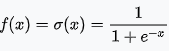 f(x) = σ(x) = 1 / (1 + e^{-x})